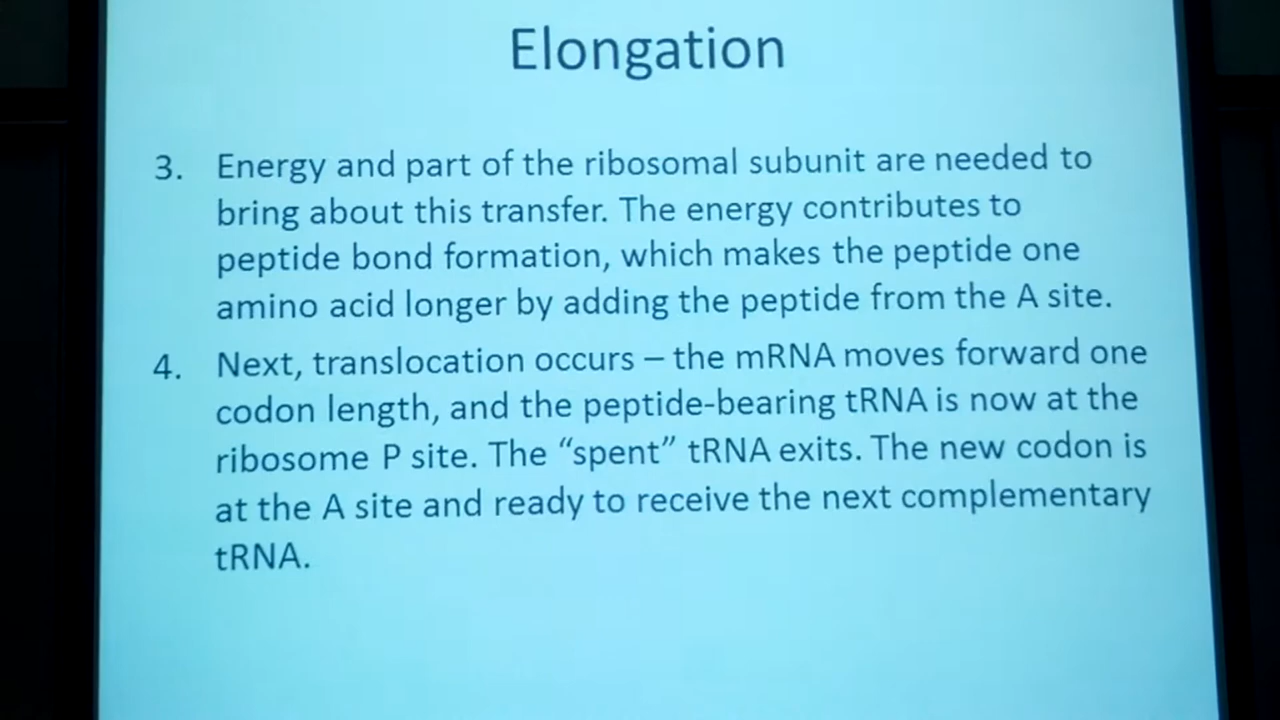 Elongation
3. Energy and part of the ribosomal subunit are needed to
bring about this transfer. The energy contributes to
peptide bond formation, which makes the peptide one
amino acid longer by adding the peptide from the A site.
4. Next, translocation occurs – the mRNA moves forward one
codon length, and the peptide-bearing tRNA is now at the
ribosome P site. The “spent” tRNA exits. The new codon is
at the A site and ready to receive the next complementary
tRNA.